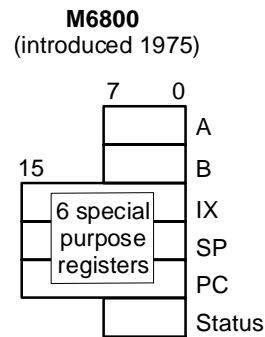 M6800
(introduced 1975)
7 0
A
B
15
IX
6 special
purpose
registers
SP
PC
Status